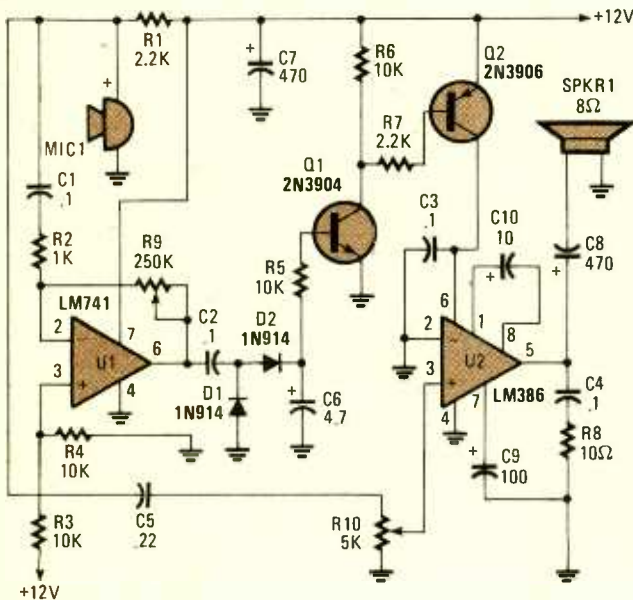 +12V
R1
2.2K
C7
470
R6
10K
Q2
2N3906
SPKR1
8Ω
+
MIC1
R7
2.2K
C1
.1
Q1
2N3904
R2
1K
R9
250K
C3
.1
C10
10
C8
470
R5
10K
LM741
C2
.1
D2
1N914
2
3
7
6
4
U1
6
1
8
2
3
5
7
4
U2
LM386
D1
1N914
C6
4.7
C4
.1
R8
10Ω
R4
10K
C9
100
R3
10K
C5
.22
R10
5K
+12V